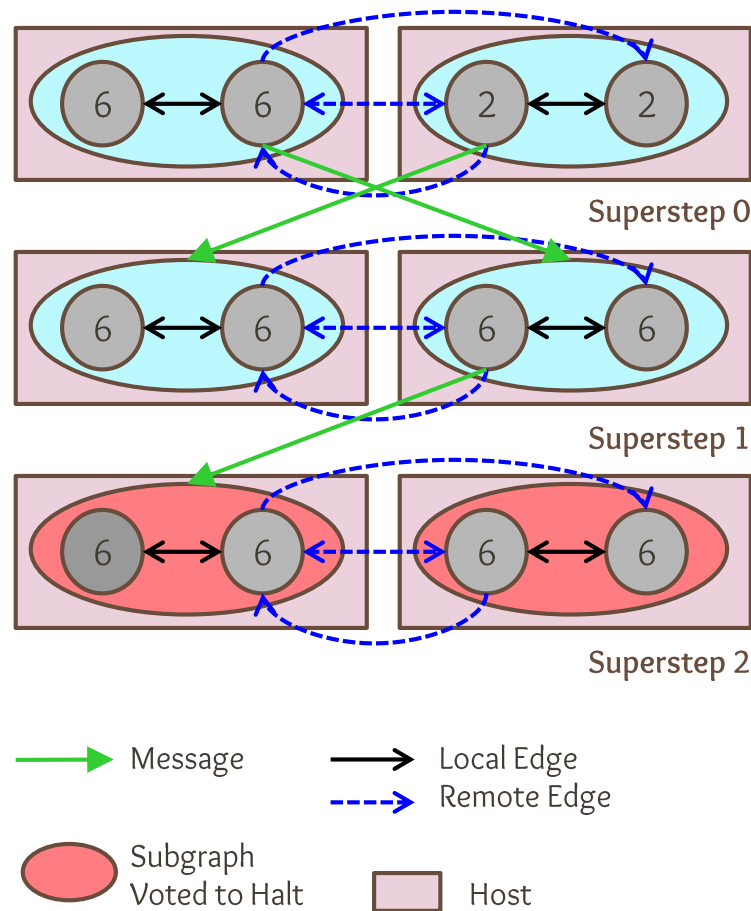 6 6 2 2
Superstep 0
6 6 6 6
Superstep 1
6 6 6 6
Superstep 2
Message
Local Edge
Remote Edge
Subgraph
Voted to Halt
Host